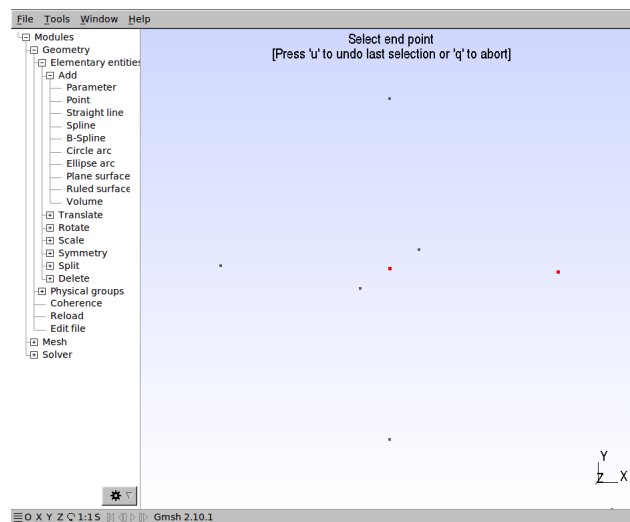 File Tools Window Help
Modules
Geometry
Elementary entities
Add
Parameter
Point
Straight line
Spline
B-Spline
Circle arc
Ellipse arc
Plane surface
Ruled surface
Volume
Translate
Rotate
Scale
Symmetry
Split
Delete
Physical groups
Coherence
Reload
Edit file
Mesh
Solver
Select end point
[Press 'u' to undo last selection or 'q' to abort]
Y
Z X
O X Y Z 1:1 S Gmsh 2.10.1